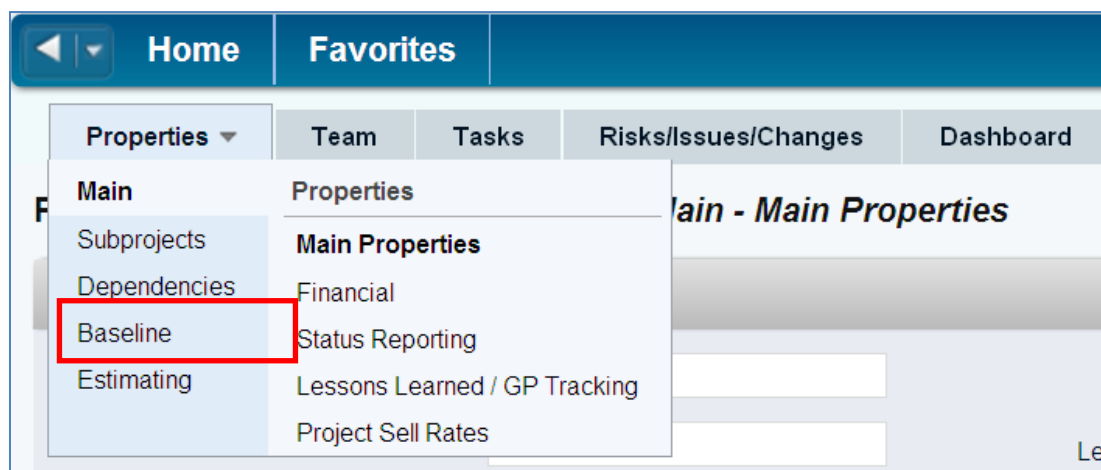 Home Favorites
Properties Team Tasks Risks/Issues/Changes Dashboard
Main
Subprojects
Dependencies
Baseline
Estimating
Properties
Main Properties
Financial
Status Reporting
Lessons Learned / GP Tracking
Project Sell Rates
- Main Properties